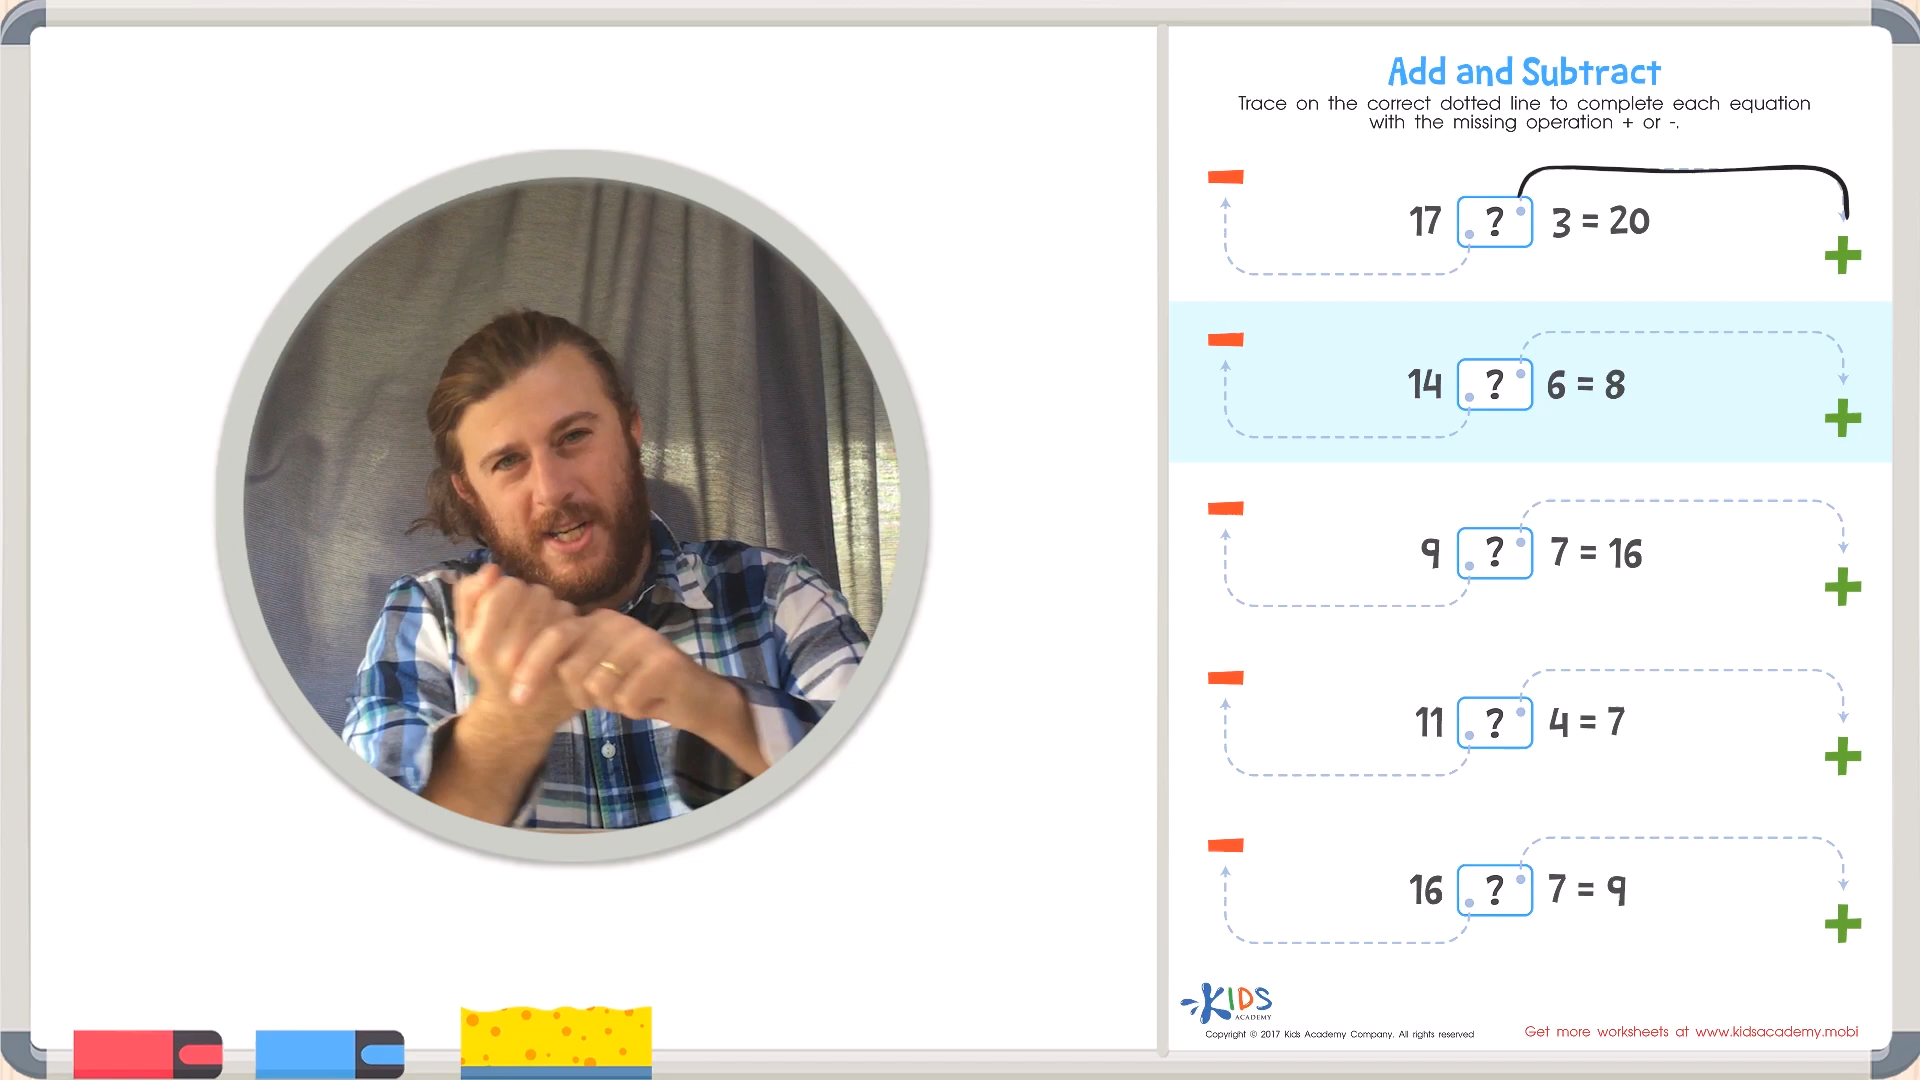 Add and Subtract
Trace on the correct dotted line to complete each equation
with the missing operation + or -.
17 ? 3 = 20
14 ? 6 = 8
9 ? 7 = 16
11 ? 4 = 7
16 ? 7 = 9
KIDS
ACADEMY
Copyright © 2017 Kids Academy Company. All rights reserved
Get more worksheets at www.kidsacademy.mobi